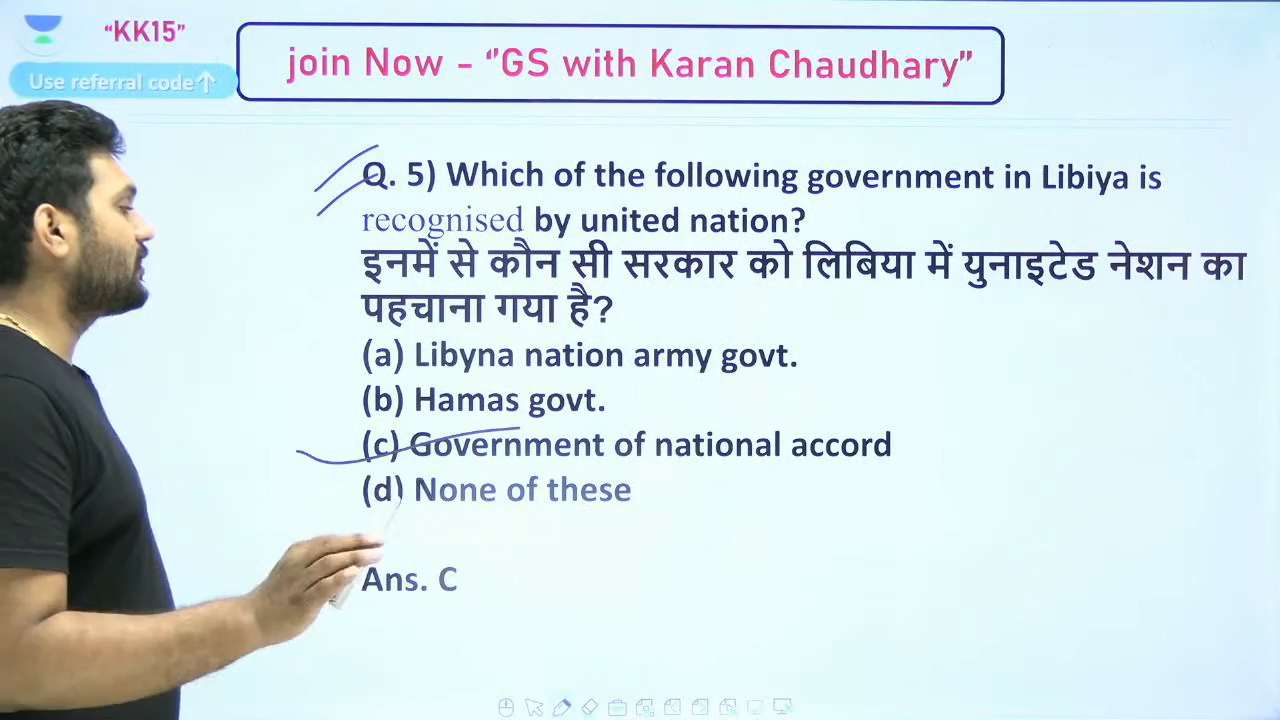 "KK15"
Use referral code↑
join Now - "GS with Karan Chaudhary"
Q. 5) Which of the following government in Libiya is
recognised by united nation?
इनमें से कौन सी सरकार को लिबिया में युनाइटेड नेशन का
पहचाना गया है?
(a) Libyna nation army govt.
(b) Hamas govt.
(c) Government of national accord
(d) None of these
Ans. C